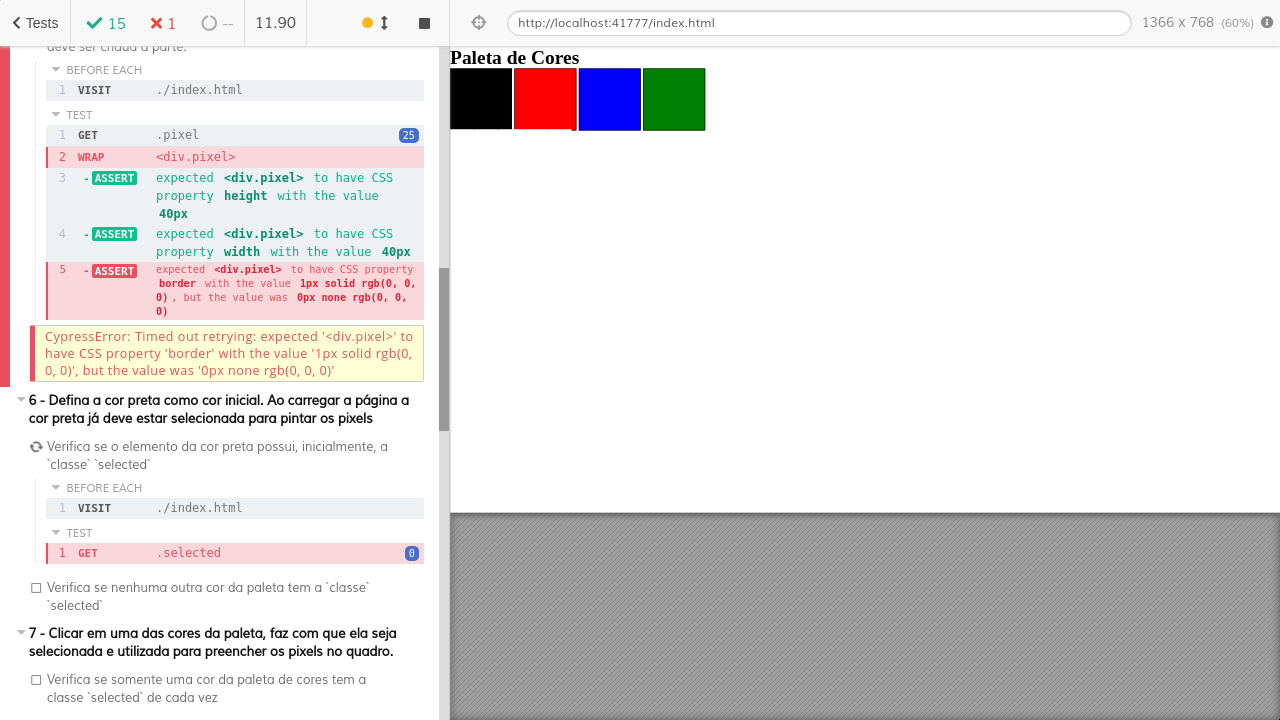 Tests
15
1
--
11.90
http://localhost:41777/index.html
1366 x 768 (60%)
deve ser criada à parte.
BEFORE EACH
1 VISIT ./index.html
TEST
1 GET .pixel 25
2 WRAP <div.pixel>
3 - ASSERT expected <div.pixel> to have CSS
property height with the value
40px
4 - ASSERT expected <div.pixel> to have CSS
property width with the value 40px
5 - ASSERT expected <div.pixel> to have CSS property
border with the value 1px solid rgb(0, 0,
0) , but the value was 0px none rgb(0, 0,
0)
CypressError: Timed out retrying: expected '<div.pixel>' to
have CSS property 'border' with the value '1px solid rgb(0,
0, 0)', but the value was '0px none rgb(0, 0, 0)'
6 - Defina a cor preta como cor inicial. Ao carregar a página a
cor preta já deve estar selecionada para pintar os pixels
Verifica se o elemento da cor preta possui, inicialmente, a
`classe` `selected`
BEFORE EACH
1 VISIT ./index.html
TEST
1 GET .selected 0
Verifica se nenhuma outra cor da paleta tem a `classe`
`selected`
7 - Clicar em uma das cores da paleta, faz com que ela seja
selecionada e utilizada para preencher os pixels no quadro.
Verifica se somente uma cor da paleta de cores tem a
classe `selected` de cada vez
Paleta de Cores